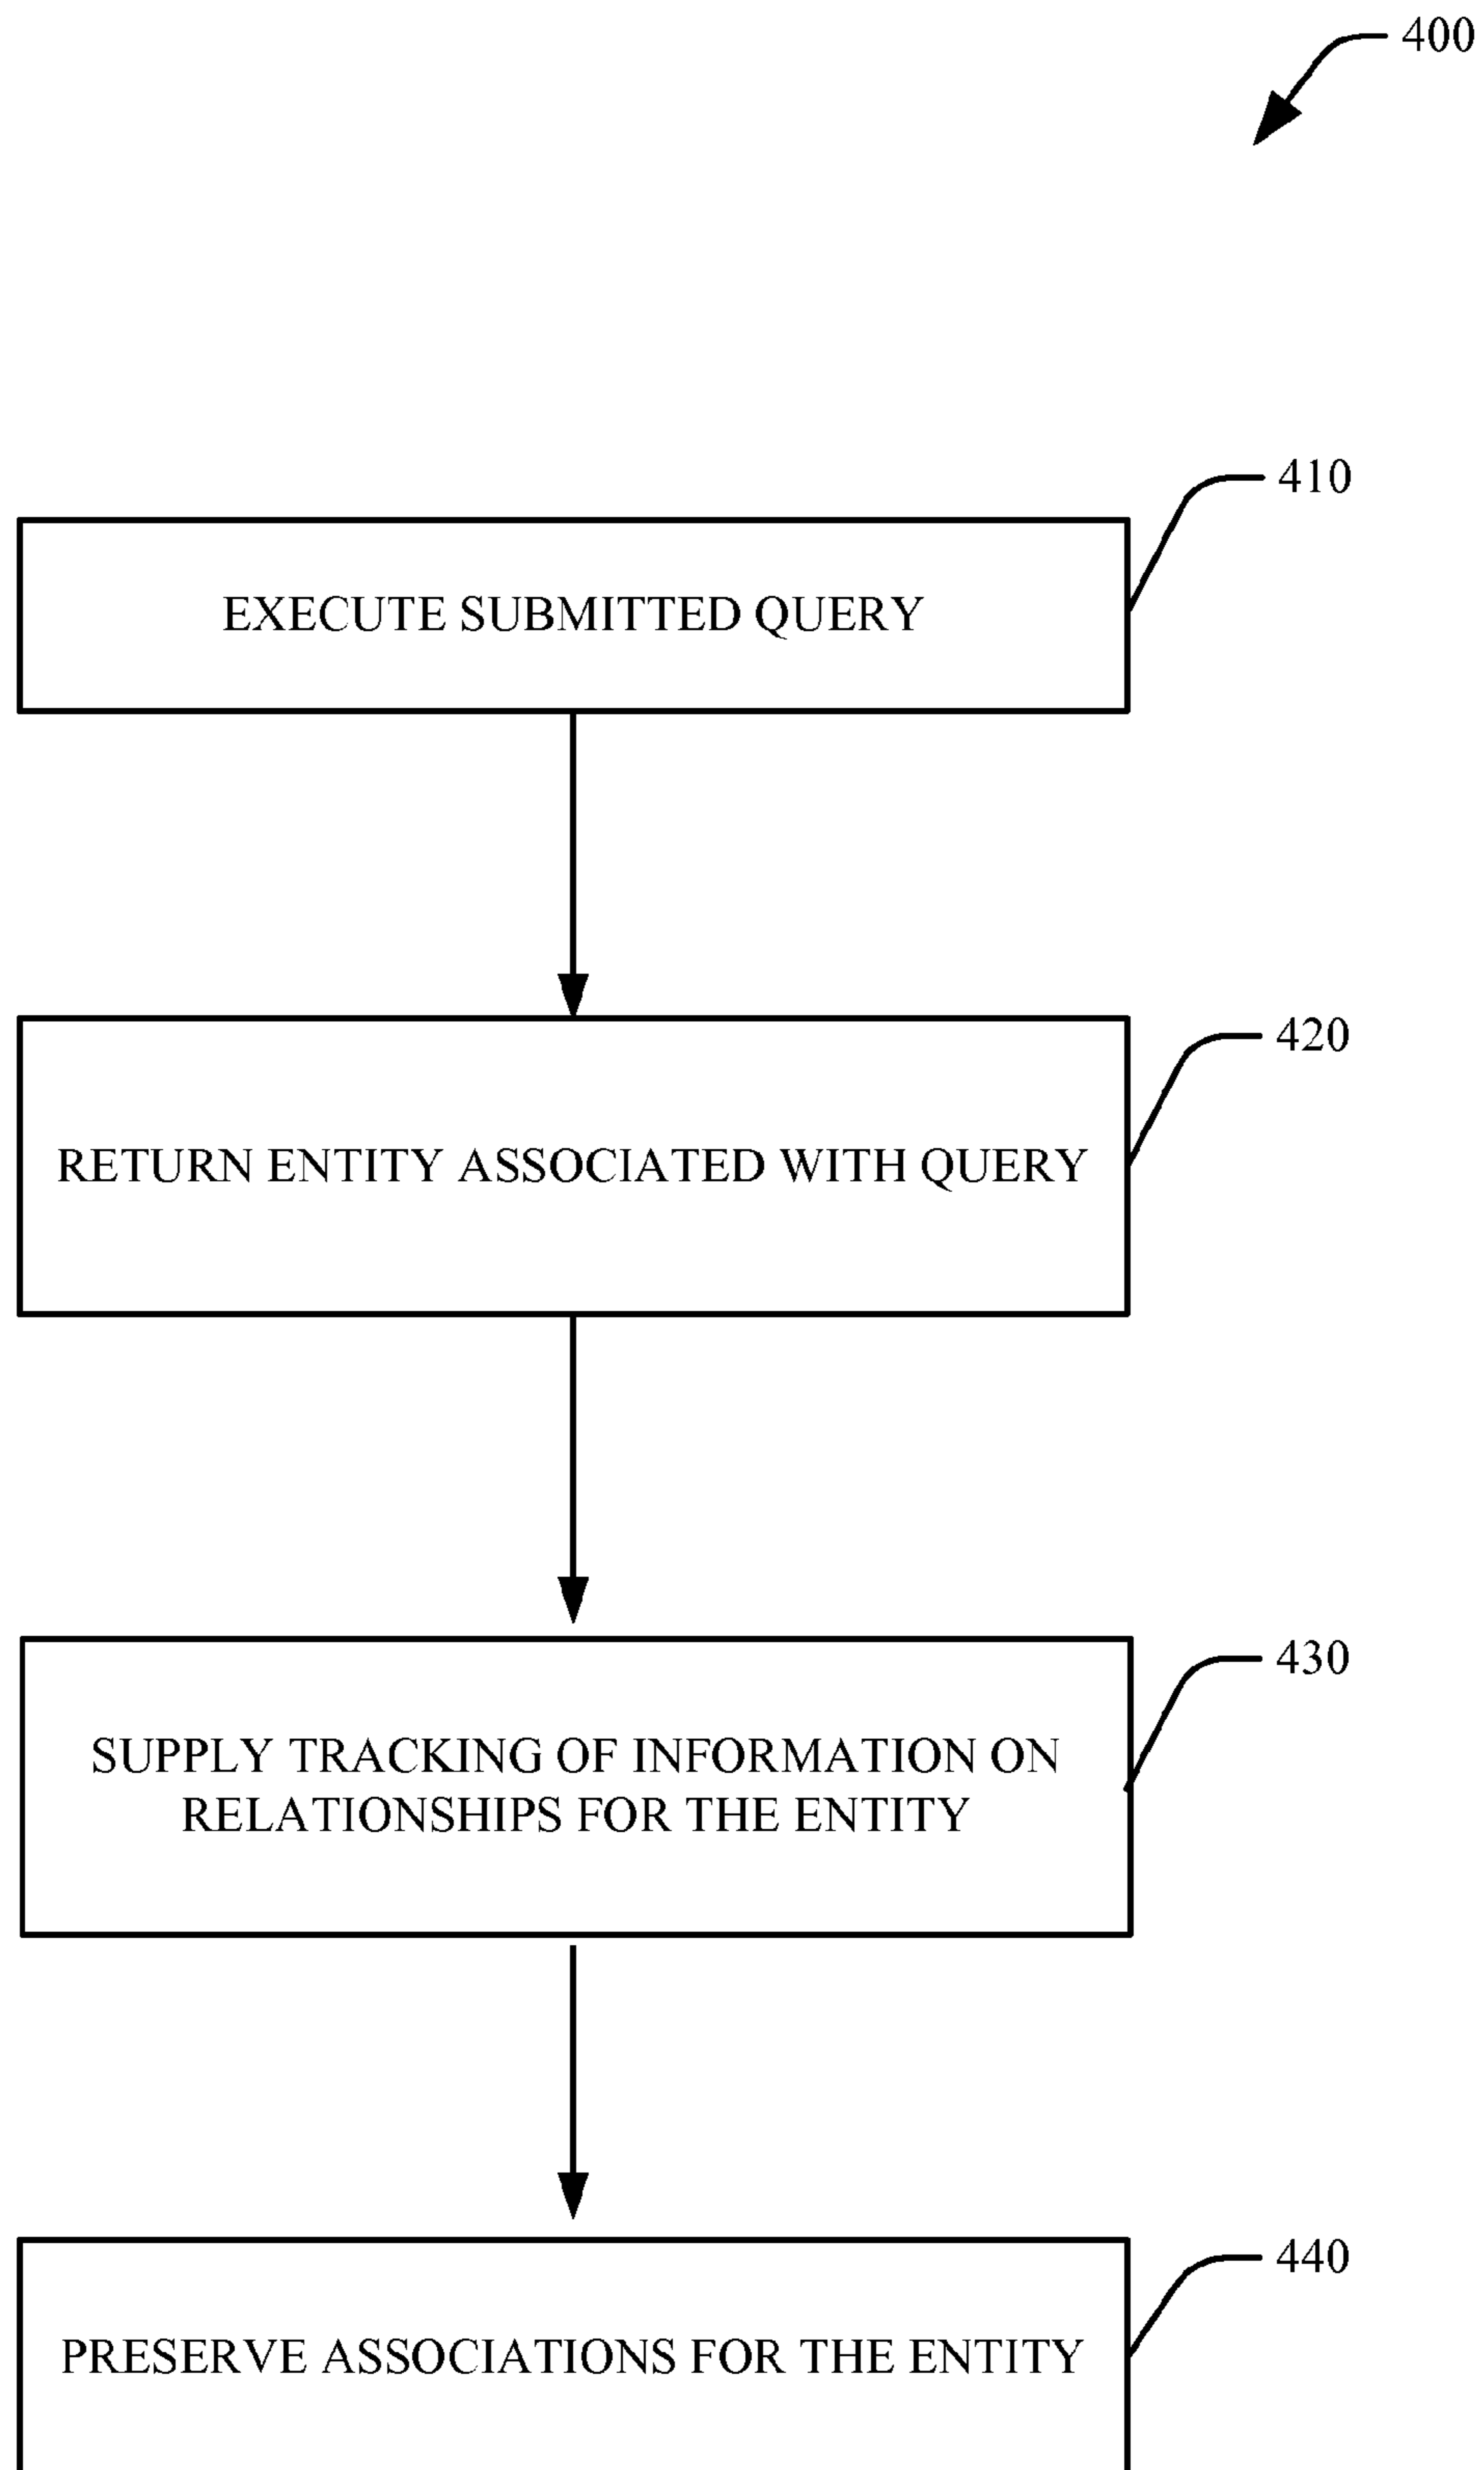 400
410
EXECUTE SUBMITTED QUERY
420
RETURN ENTITY ASSOCIATED WITH QUERY
430
SUPPLY TRACKING OF INFORMATION ON
RELATIONSHIPS FOR THE ENTITY
440
PRESERVE ASSOCIATIONS FOR THE ENTITY